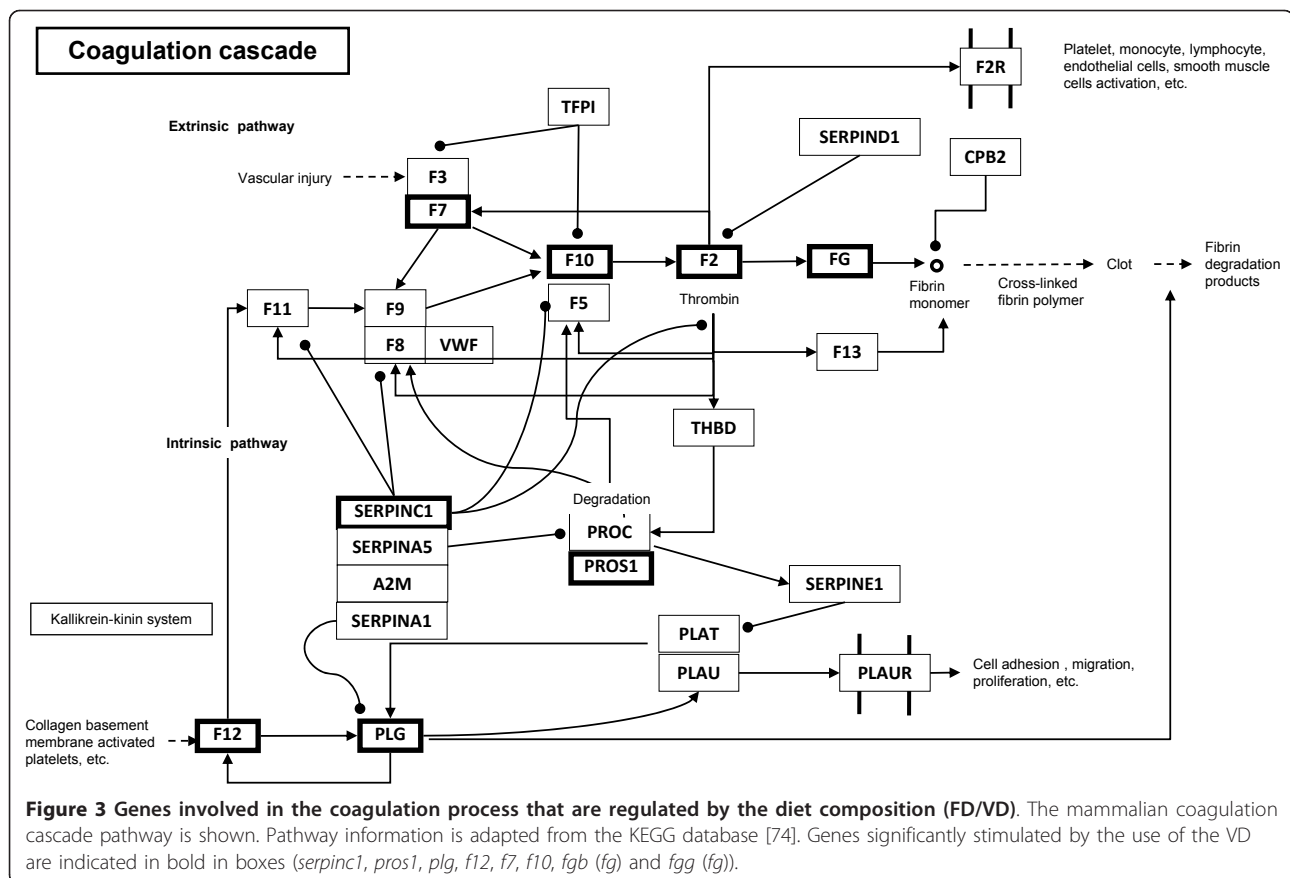 Coagulation cascade
F2R
Platelet, monocyte, lymphocyte,
endothelial cells, smooth muscle
cells activation, etc.
TFPI
Extrinsic pathway
SERPIND1
CPB2
Vascular injury
F3
F7
F10
F2
FG
Fibrin
monomer
Cross-linked
fibrin polymer
Clot
Fibrin
degradation
products
Thrombin
F11
F9
F5
F8
VWF
F13
THBD
Intrinsic pathway
Degradation
SERPINC1
PROC
SERPINA5
PROS1
A2M
SERPINE1
SERPINA1
Kallikrein-kinin system
PLAT
PLAU
PLAUR
Cell adhesion , migration,
proliferation, etc.
Collagen basement
membrane activated
platelets, etc.
F12
PLG
Figure 3 Genes involved in the coagulation process that are regulated by the diet composition (FD/VD). The mammalian coagulation
cascade pathway is shown. Pathway information is adapted from the KEGG database [74]. Genes significantly stimulated by the use of the VD
are indicated in bold in boxes (serpinc1, pros1, plg, f12, f7, f10, fgb (fg) and fgg (fg)).